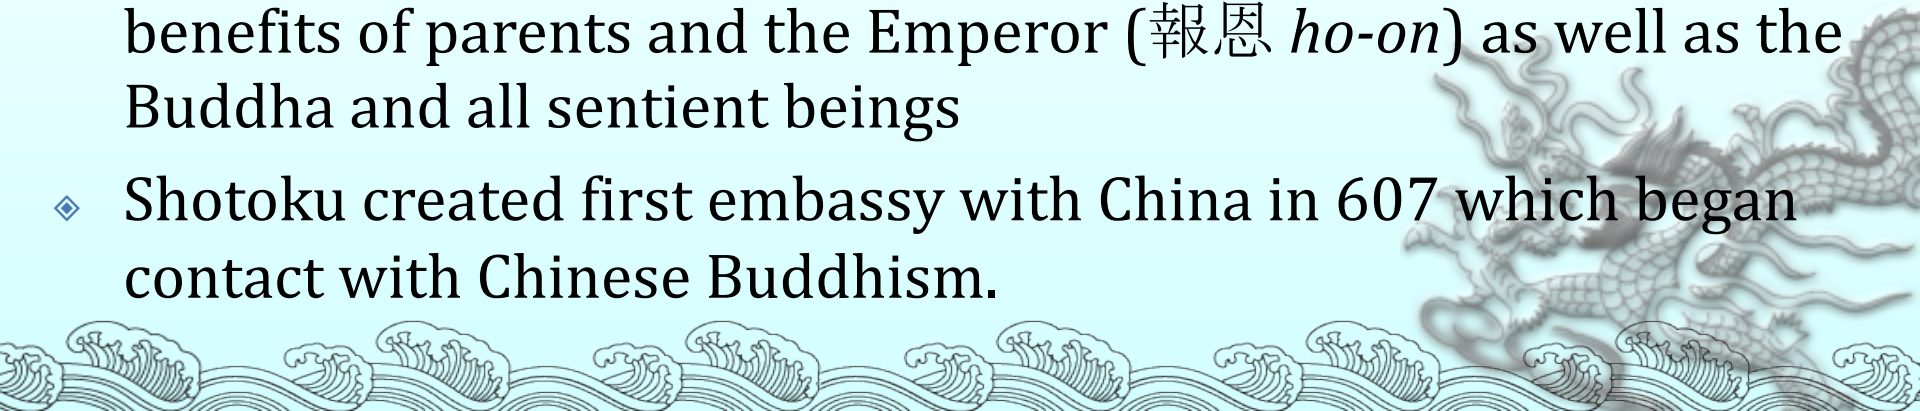 benefits of parents and the Emperor (報恩 ho-on) as well as the
Buddha and all sentient beings
Shotoku created first embassy with China in 607 which began
contact with Chinese Buddhism.